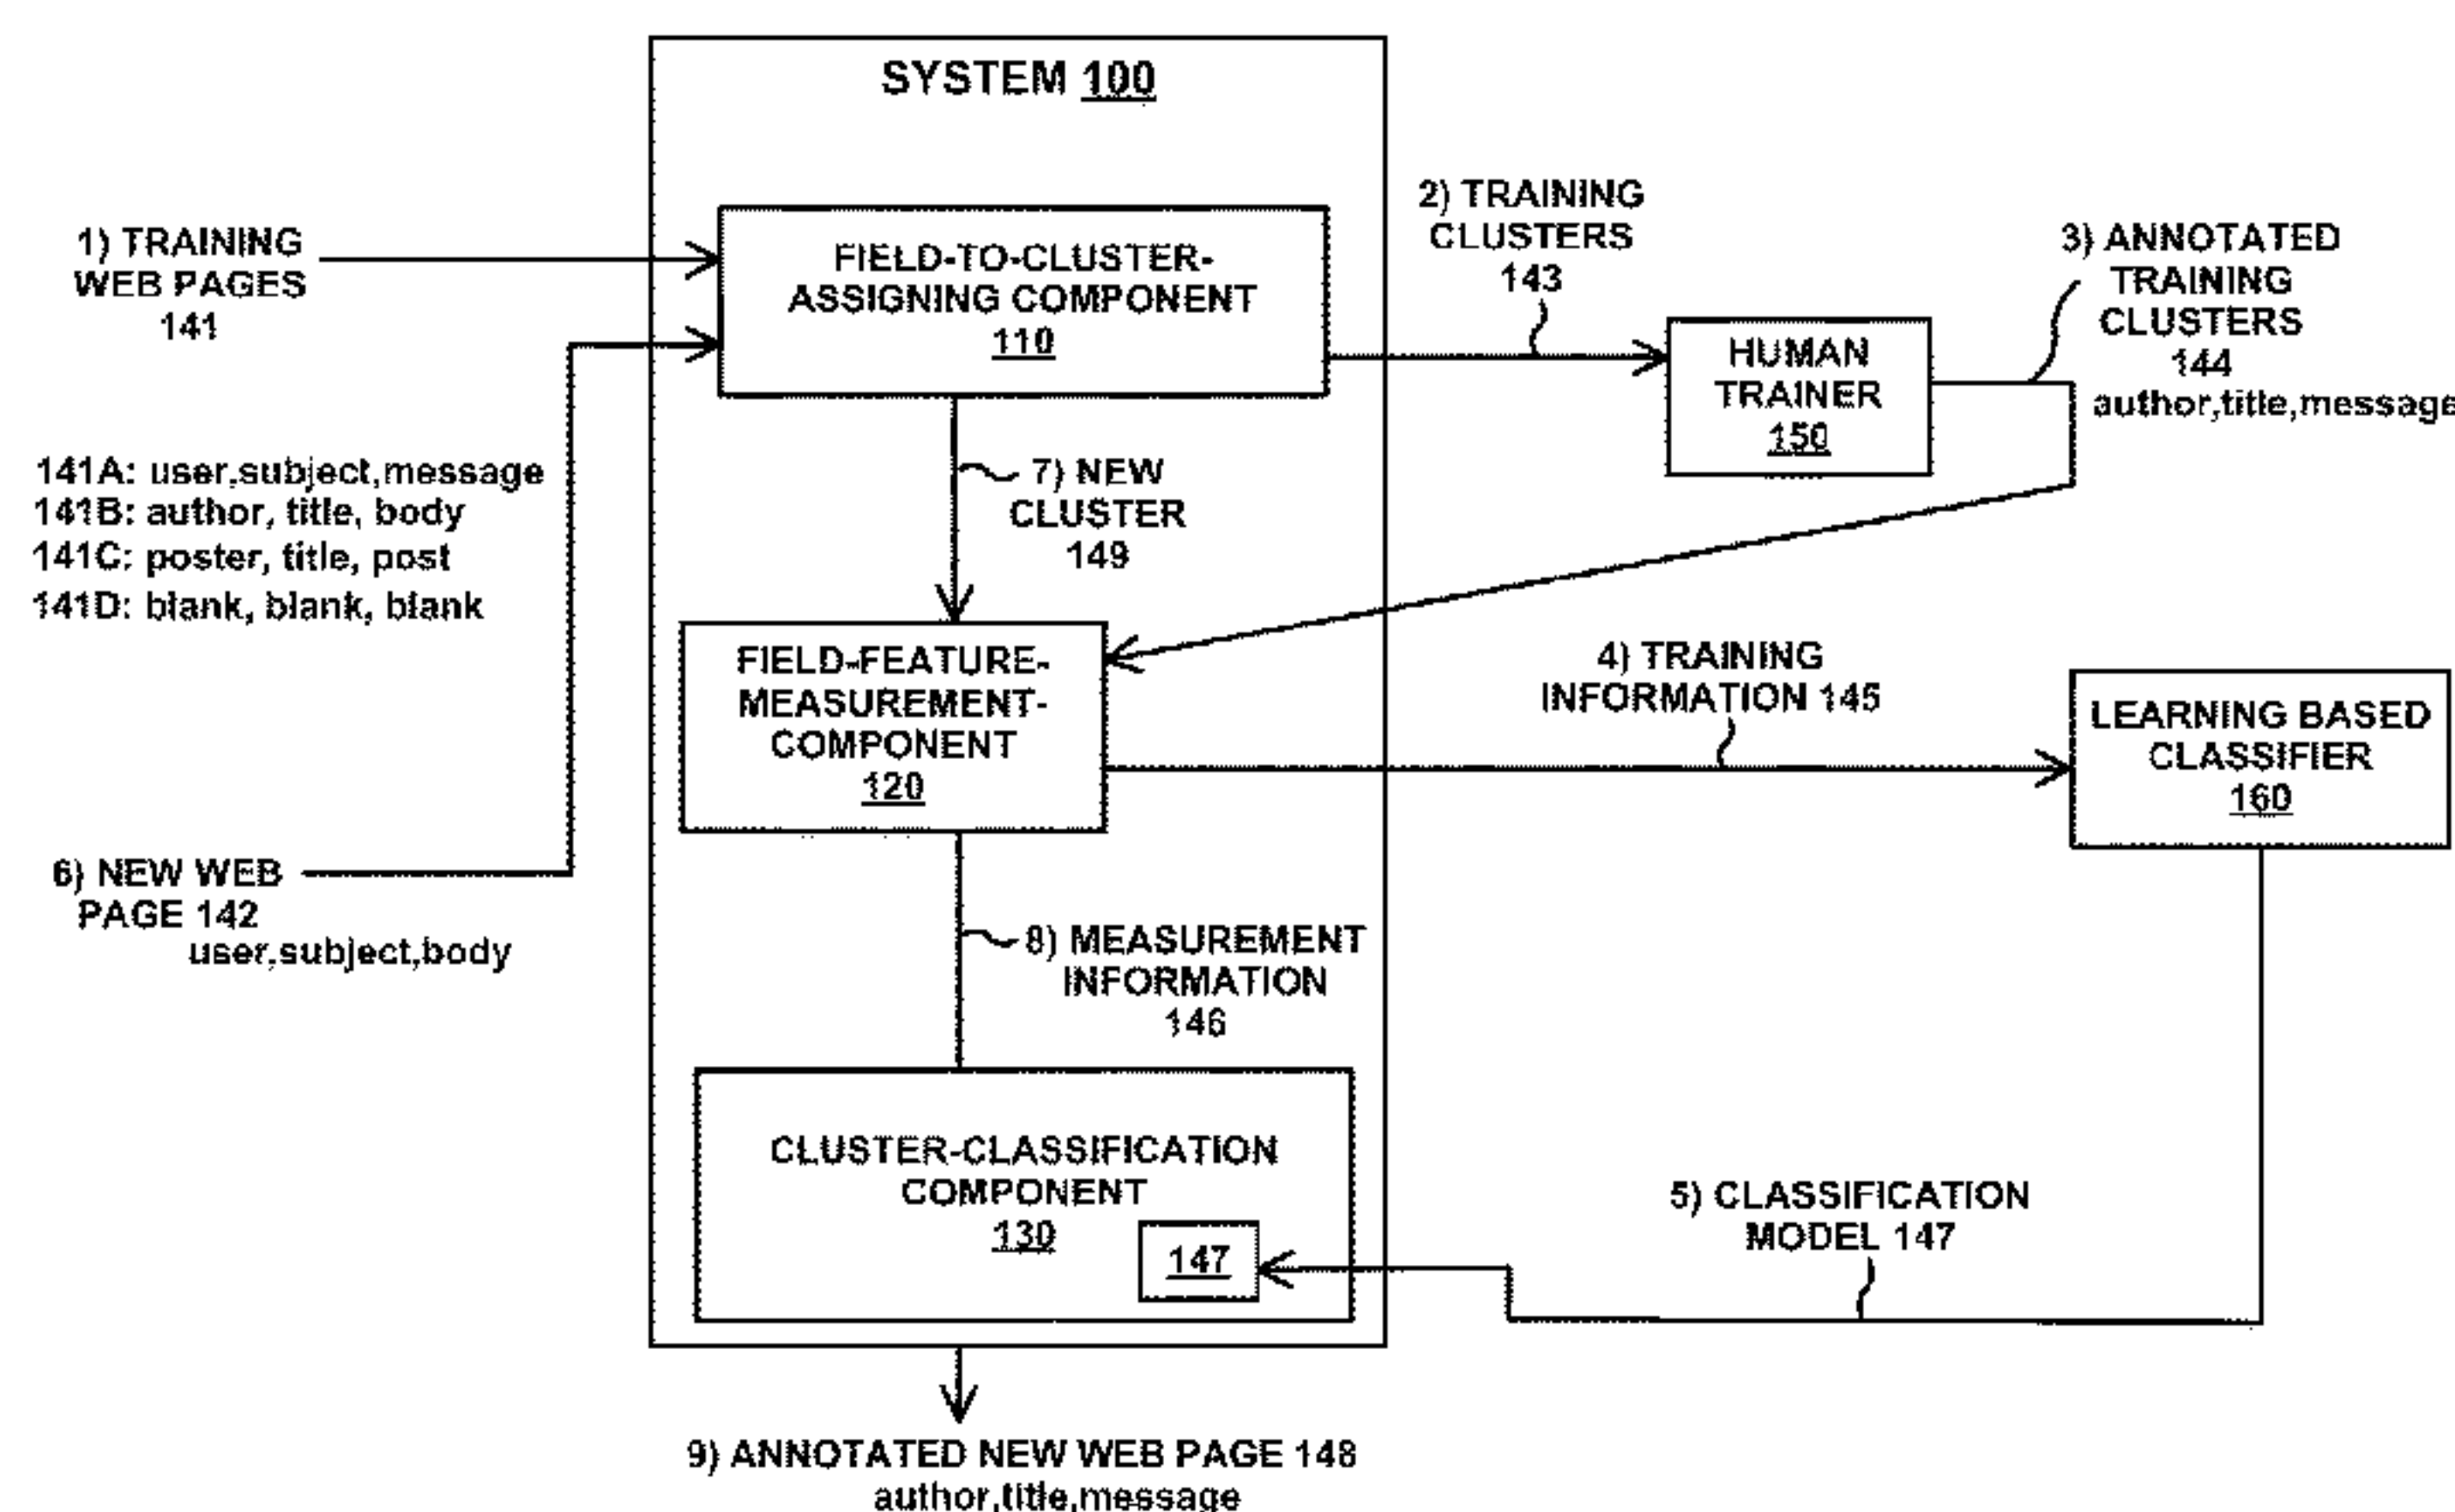 SYSTEM 100
1) TRAINING
WEB PAGES
141
FIELD-TO-CLUSTER-
ASSIGNING COMPONENT
110
2) TRAINING
CLUSTERS
143
HUMAN
TRAINER
150
3) ANNOTATED
TRAINING
CLUSTERS
144
author,title,message
141A: user,subject,message
141B: author, title, body
141C: poster, title, post
141D: blank, blank, blank
7) NEW
CLUSTER
149
FIELD-FEATURE-
MEASUREMENT-
COMPONENT
120
4) TRAINING
INFORMATION 145
LEARNING BASED
CLASSIFIER
160
6) NEW WEB
PAGE 142
user,subject,body
8) MEASUREMENT
INFORMATION
146
CLUSTER-CLASSIFICATION
COMPONENT
130
147
5) CLASSIFICATION
MODEL 147
9) ANNOTATED NEW WEB PAGE 148
author,title,message